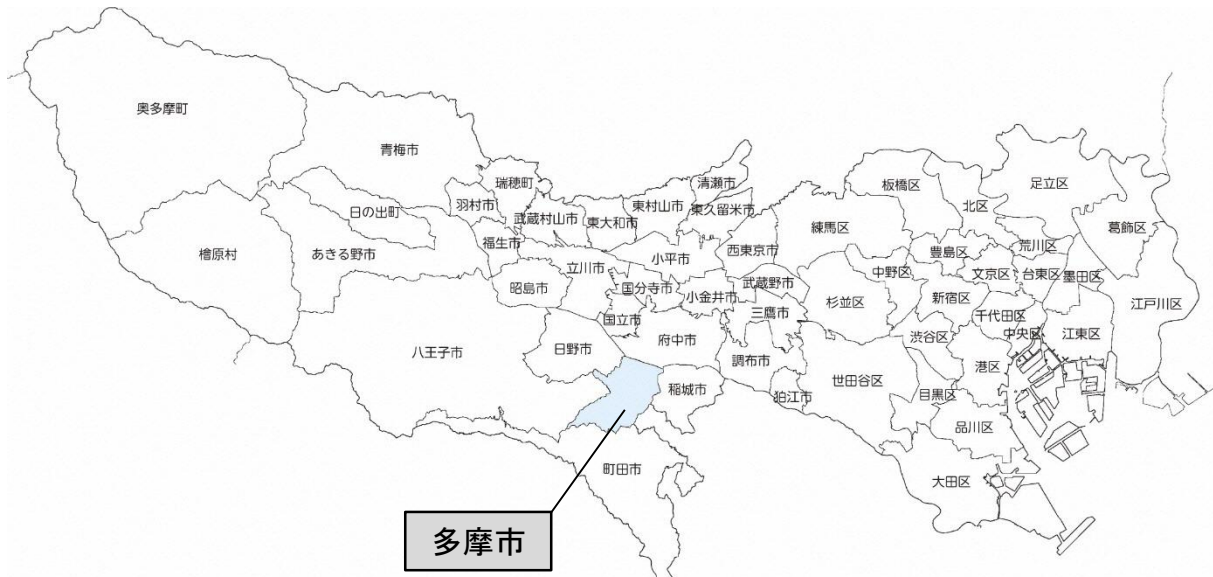 奥多摩町
青梅市
瑞穂町
清瀬市
板橋区
足立区
羽村市
日の出町
武蔵村山市
東大和市
東村山市
東久留米市
北区
練馬区
葛飾区
檜原村
あきる野市
福生市
立川市
小平市
西東京市
豊島区
荒川区
中野区
文京区
台東区
墨田区
昭島市
国分寺市
小金井市
武蔵野市
杉並区
新宿区
江戸川区
国立市
三鷹市
千代田区
渋谷区
中央区
江東区
八王子市
日野市
府中市
調布市
世田谷区
港区
稲城市
狛江市
目黒区
品川区
町田市
大田区
多摩市